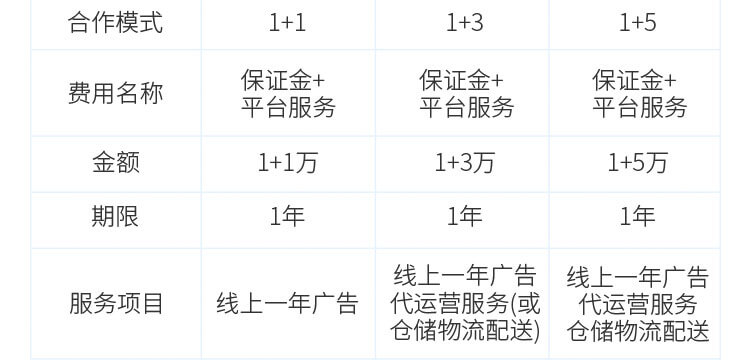 合作模式 1+1 1+3 1+5
费用名称 保证金+ 保证金+ 保证金+
平台服务 平台服务 平台服务
金额 1+1万 1+3万 1+5万
期限 1年 1年 1年
服务项目 线上一年广告
线上一年广告
代运营服务(或
仓储物流配送)
线上一年广告
代运营服务
仓储物流配送